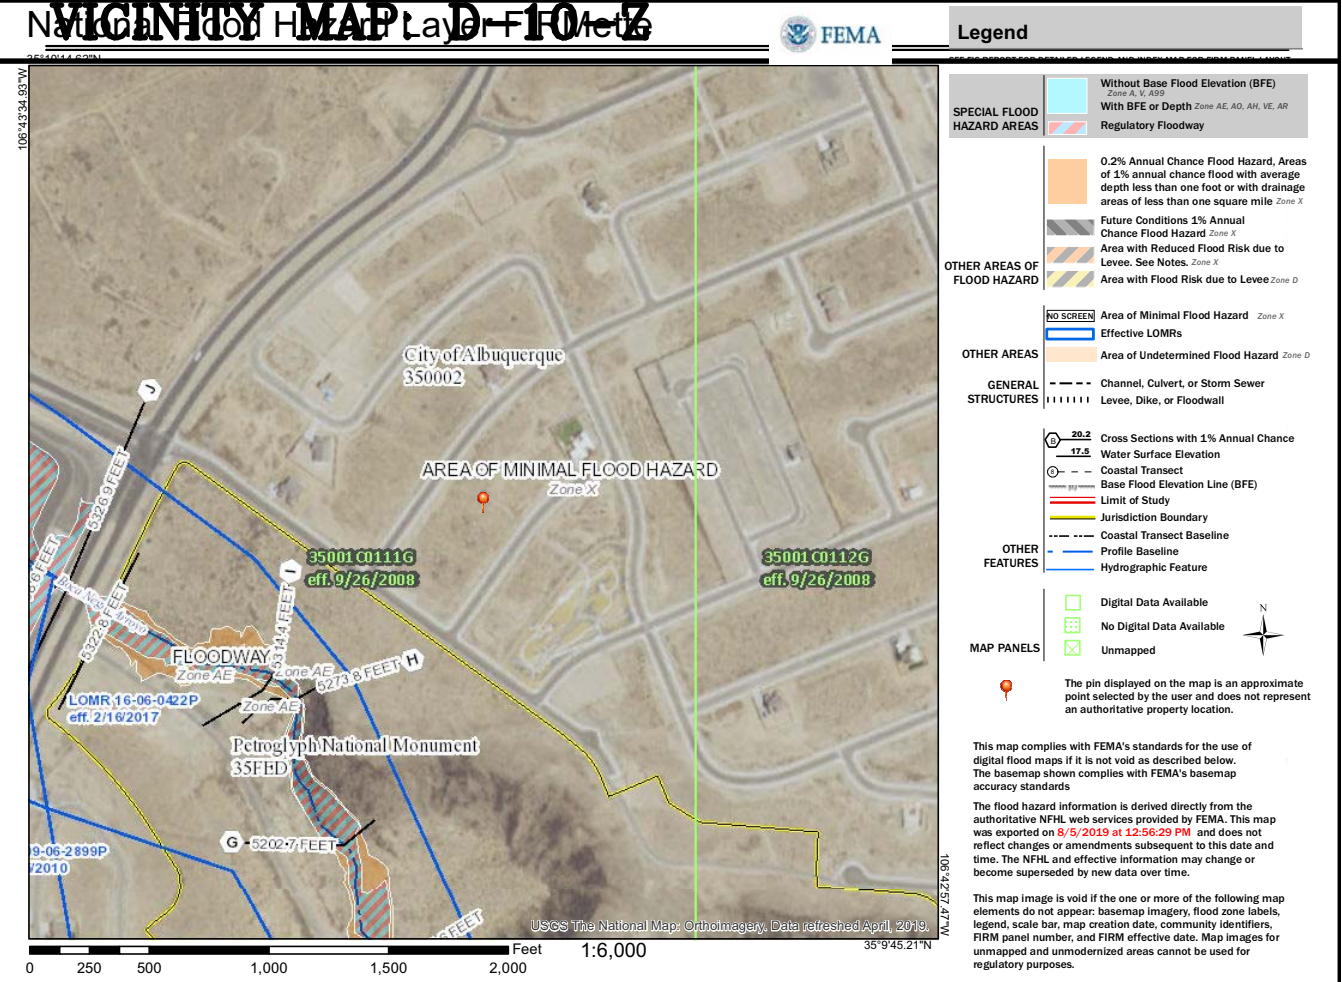 VICINITY MAP: D-10-Z
National Flood Hazard Layer FIRMette
FEMA
Legend
SEE FIS REPORT FOR DETAILED LEGEND AND INDEX MAP FOR FIRM PANEL LAYOUT
106°43'34.93"W
SPECIAL FLOOD
HAZARD AREAS
Without Base Flood Elevation (BFE)
Zone A, V, A99
With BFE or Depth Zone AE, AO, AH, VE, AR
Regulatory Floodway
0.2% Annual Chance Flood Hazard, Areas
of 1% annual chance flood with average
depth less than one foot or with drainage
areas of less than one square mile Zone X
Future Conditions 1% Annual
Chance Flood Hazard Zone X
Area with Reduced Flood Risk due to
Levee. See Notes. Zone X
OTHER AREAS OF
FLOOD HAZARD
Area with Flood Risk due to Levee Zone D
NO SCREEN Area of Minimal Flood Hazard Zone X
Effective LOMRs
OTHER AREAS
Area of Undetermined Flood Hazard Zone D
GENERAL
STRUCTURES
Channel, Culvert, or Storm Sewer
Levee, Dike, or Floodwall
B 20.2 Cross Sections with 1% Annual Chance
17.5 Water Surface Elevation
8 Coastal Transect
Base Flood Elevation Line (BFE)
Limit of Study
Jurisdiction Boundary
Coastal Transect Baseline
OTHER
FEATURES
Profile Baseline
Hydrographic Feature
Digital Data Available
No Digital Data Available
Unmapped
MAP PANELS
N
The pin displayed on the map is an approximate
point selected by the user and does not represent
an authoritative property location.
This map complies with FEMA's standards for the use of
digital flood maps if it is not void as described below.
The basemap shown complies with FEMA's basemap
accuracy standards
The flood hazard information is derived directly from the
authoritative NFHL web services provided by FEMA. This map
was exported on 8/5/2019 at 12:56:29 PM and does not
reflect changes or amendments subsequent to this date and
time. The NFHL and effective information may change or
become superseded by new data over time.
This map image is void if the one or more of the following map
elements do not appear: basemap imagery, flood zone labels,
legend, scale bar, map creation date, community identifiers,
FIRM panel number, and FIRM effective date. Map images for
unmapped and unmodernized areas cannot be used for
regulatory purposes.
City of Albuquerque
350002
J
5326.9 FEET
AREA OF MINIMAL FLOOD HAZARD
Zone X
35001C0111G
eff. 9/26/2008
35001C0112G
eff. 9/26/2008
I
5314.4 FEET
5322.8 FEET
FLOODWAY
Zone AE
Zone AE
H
5273.8 FEET
Zone AE
LOMR 16-06-0422P
eff. 2/16/2017
Petroglyph National Monument
35FED
G
5202.7 FEET
USGS The National Map: Orthoimagery. Data refreshed April, 2019.
106°42'57.47"W
35°9'45.21"N
Feet
1:6,000
0 250 500 1,000 1,500 2,000